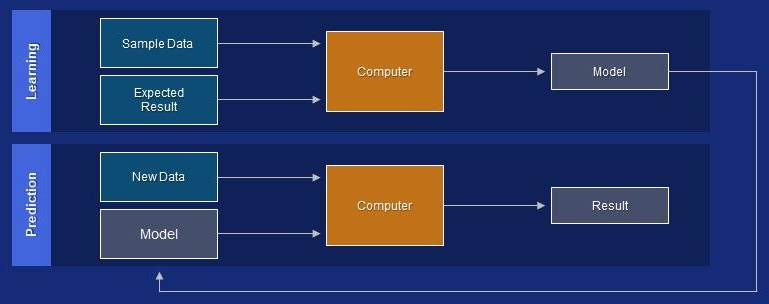 Learning
Sample Data
Expected
Result
Computer
Model
Prediction
New Data
Model
Computer
Result